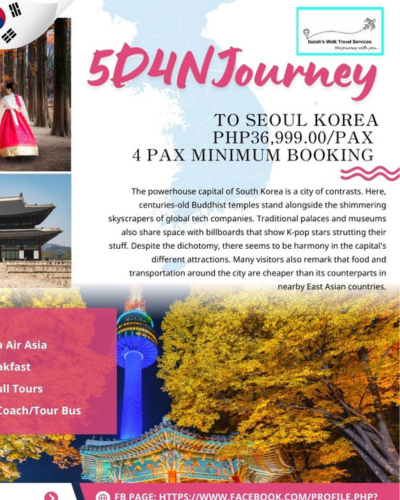 Isaiah's Walk Travel Services
We journey with you...
5D4N Journey
TO SEOUL KOREA
PHP36,999.00/PAX
4 PAX MINIMUM BOOKING
The powerhouse capital of South Korea is a city of contrasts. Here,
centuries-old Buddhist temples stand alongside the shimmering
skyscrapers of global tech companies. Traditional palaces and museums
also share space with billboards that show K-pop stars strutting their
stuff. Despite the dichotomy, there seems to be harmony in the capital's
different attractions. Many visitors also remark that food and
transportation around the city are cheaper than its counterparts in
nearby East Asian countries.
Air Asia
Tours
Coach/Tour Bus
FB PAGE: HTTPS://WWW.FACEBOOK.COM/PROFILE.PHP?